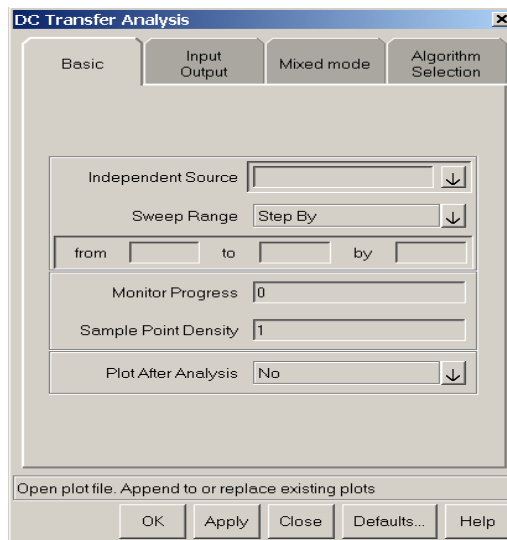 DC Transfer Analysis
Basic
Input Output
Mixed mode
Algorithm Selection
Independent Source
Sweep Range Step By
from to by
Monitor Progress 0
Sample Point Density 1
Plot After Analysis No
Open plot file. Append to or replace existing plots
OK Apply Close Defaults... Help